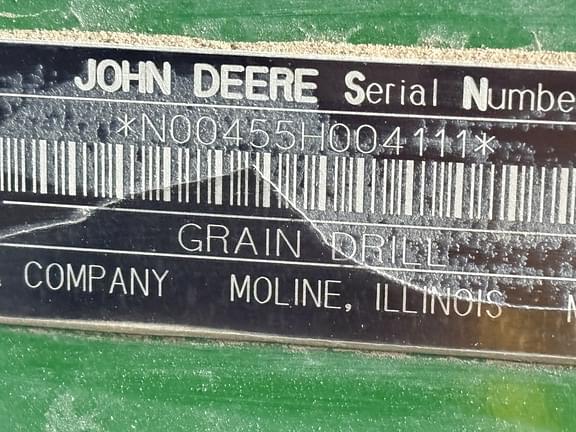 JOHN DEERE Serial Numbe
*N00455H004111*
GRAIN DRILL
COMPANY MOLINE, ILLINOIS